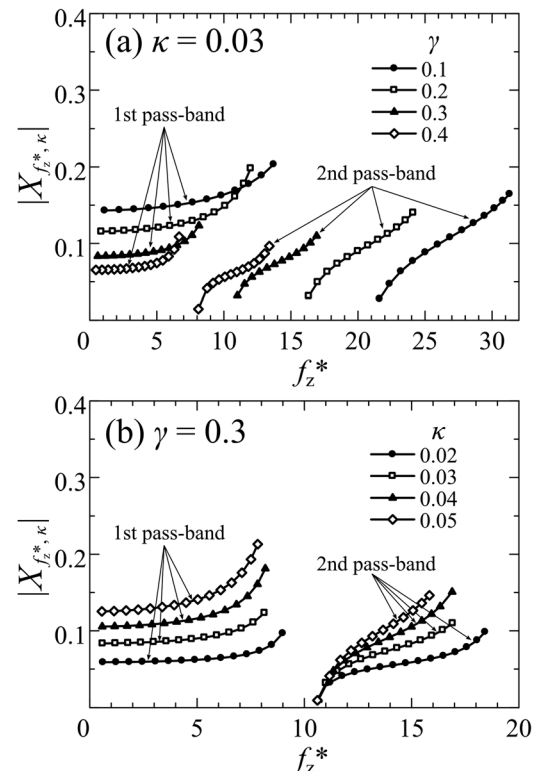 (a) κ = 0.03
γ
0.1
0.2
0.3
0.4
1st pass-band
2nd pass-band
|X_{f_z*, κ}|
0.4
0.3
0.2
0.1
0 5 10 15 20 25 30
f_z*
(b) γ = 0.3
κ
0.02
0.03
0.04
0.05
1st pass-band
2nd pass-band
|X_{f_z*, κ}|
0.4
0.3
0.2
0.1
0 5 10 15 20
f_z*